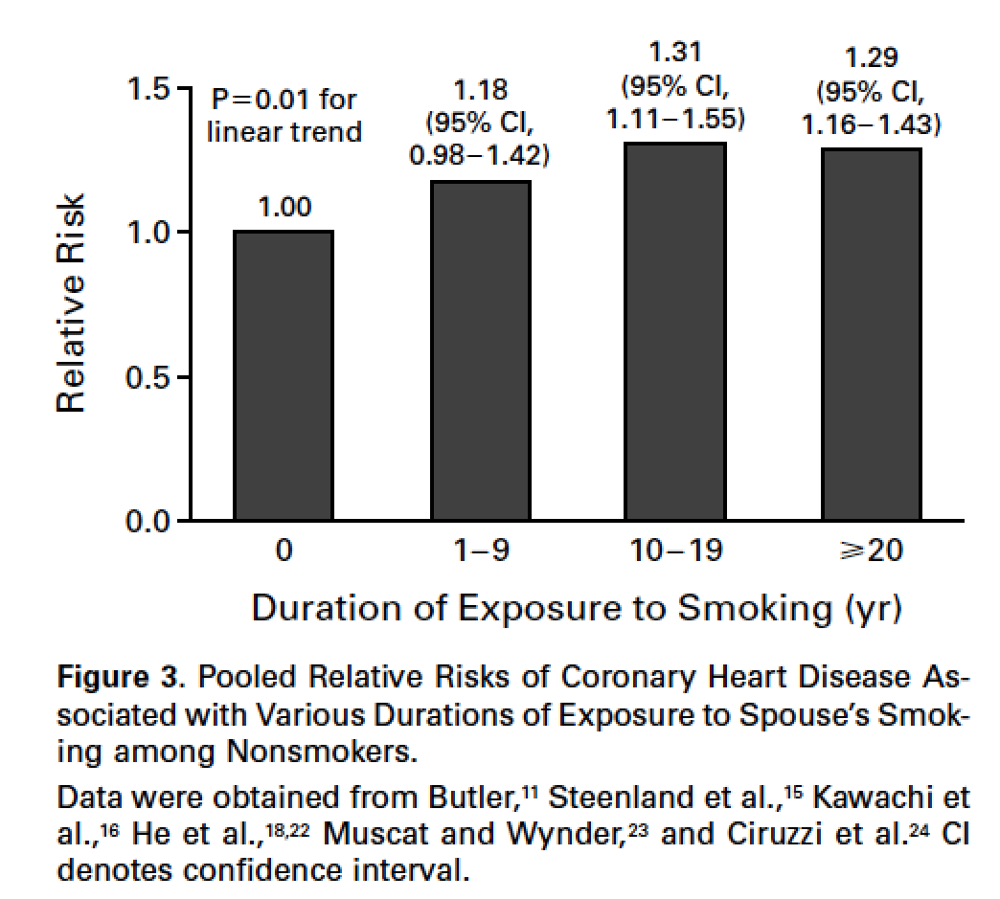 1.5
P=0.01 for
linear trend
1.18
(95% CI,
0.98–1.42)
1.31
(95% CI,
1.11–1.55)
1.29
(95% CI,
1.16–1.43)
1.00
1.0
0.5
0.0
Relative Risk
0
1–9
10–19
⩾20
Duration of Exposure to Smoking (yr)
Figure 3. Pooled Relative Risks of Coronary Heart Disease As-
sociated with Various Durations of Exposure to Spouse’s Smok-
ing among Nonsmokers.
Data were obtained from Butler,¹¹ Steenland et al.,¹⁵ Kawachi et
al.,¹⁶ He et al.,¹⁸,²² Muscat and Wynder,²³ and Ciruzzi et al.²⁴ CI
denotes confidence interval.